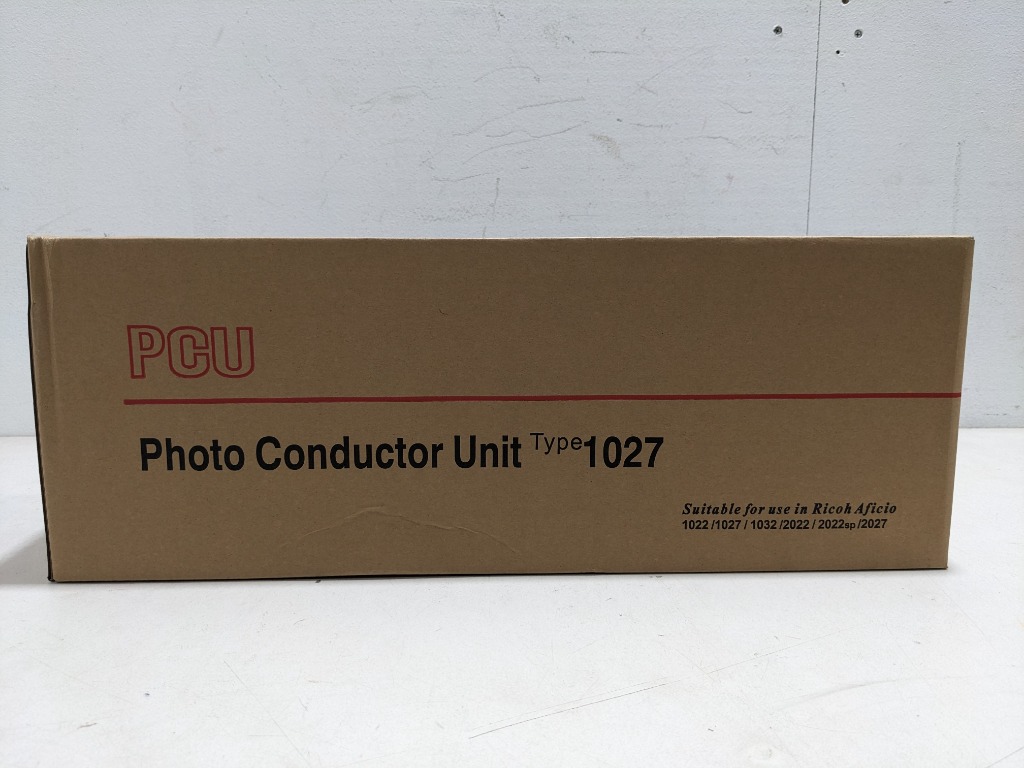 PCU
Photo Conductor Unit Type 1027
Suitable for use in Ricoh Aficio
1022 /1027 / 1032 /2022 / 2022sp /2027